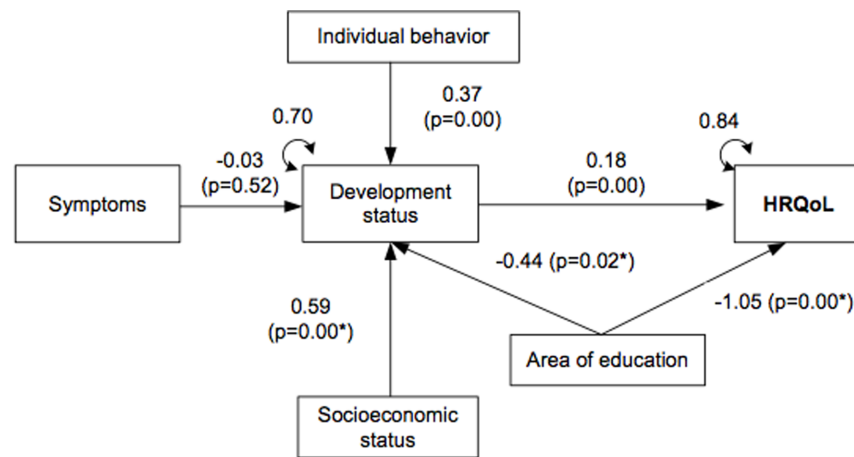 Individual behavior
0.37
(p=0.00)
0.70
0.84
-0.03
(p=0.52)
0.18
(p=0.00)
Symptoms
Development
status
HRQoL
-0.44 (p=0.02*)
-1.05 (p=0.00*)
0.59
(p=0.00*)
Area of education
Socioeconomic
status